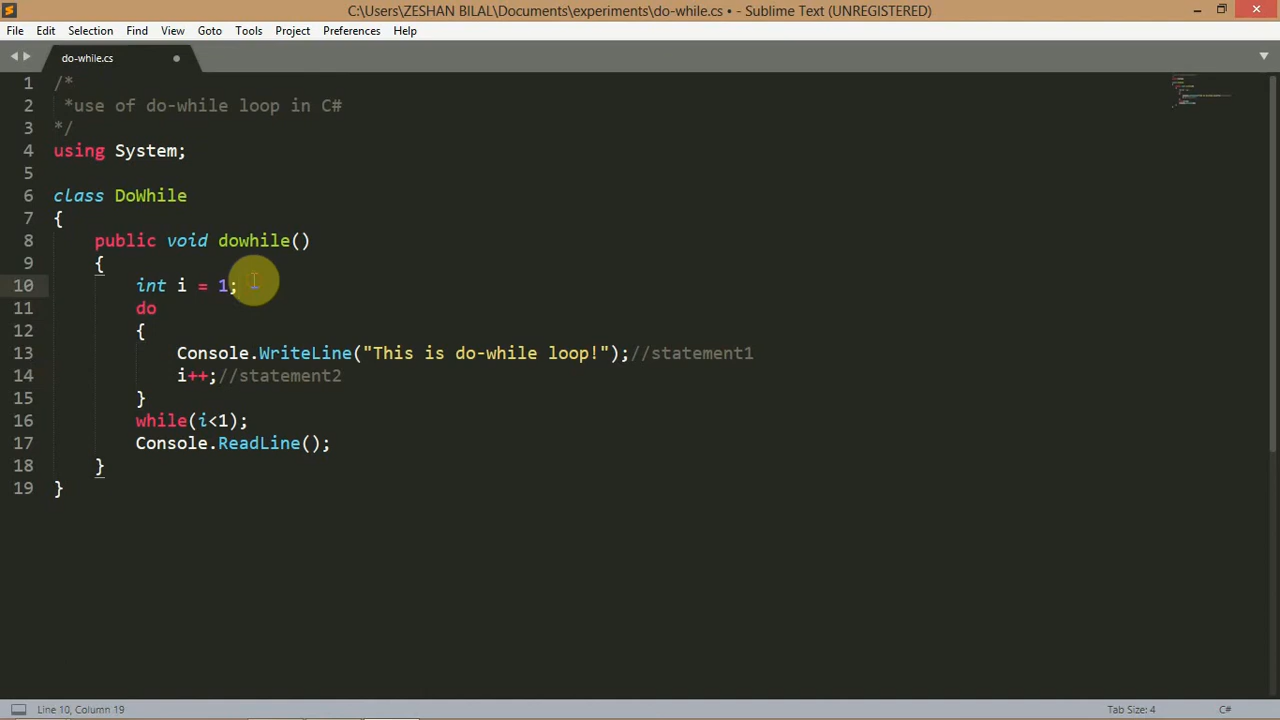 C:\Users\ZESHAN BILAL\Documents\experiments\do-while.cs • - Sublime Text (UNREGISTERED)
File Edit Selection Find View Goto Tools Project Preferences Help
do-while.cs
1 /*
2  *use of do-while loop in C#
3 */
4 using System;
5
6 class DoWhile
7 {
8     public void dowhile()
9     {
10         int i = 1;
11         do
12         {
13             Console.WriteLine("This is do-while loop!");//statement1
14             i++;//statement2
15         }
16         while(i<1);
17         Console.ReadLine();
18     }
19 }
Line 10, Column 19 Tab Size: 4 C#